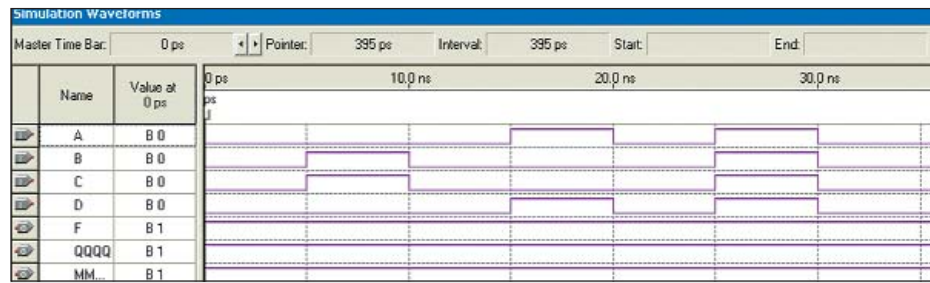 Simulation Waveforms
Master Time Bar: 0 ps Pointer: 395 ps Interval: 395 ps Start: End:
Name Value at 0 ps 0 ps 10.0 ns 20.0 ns 30.0 ns
ps
A B 0
B B 0
C B 0
D B 0
F B 1
QQQQ B 1
MM... B 1